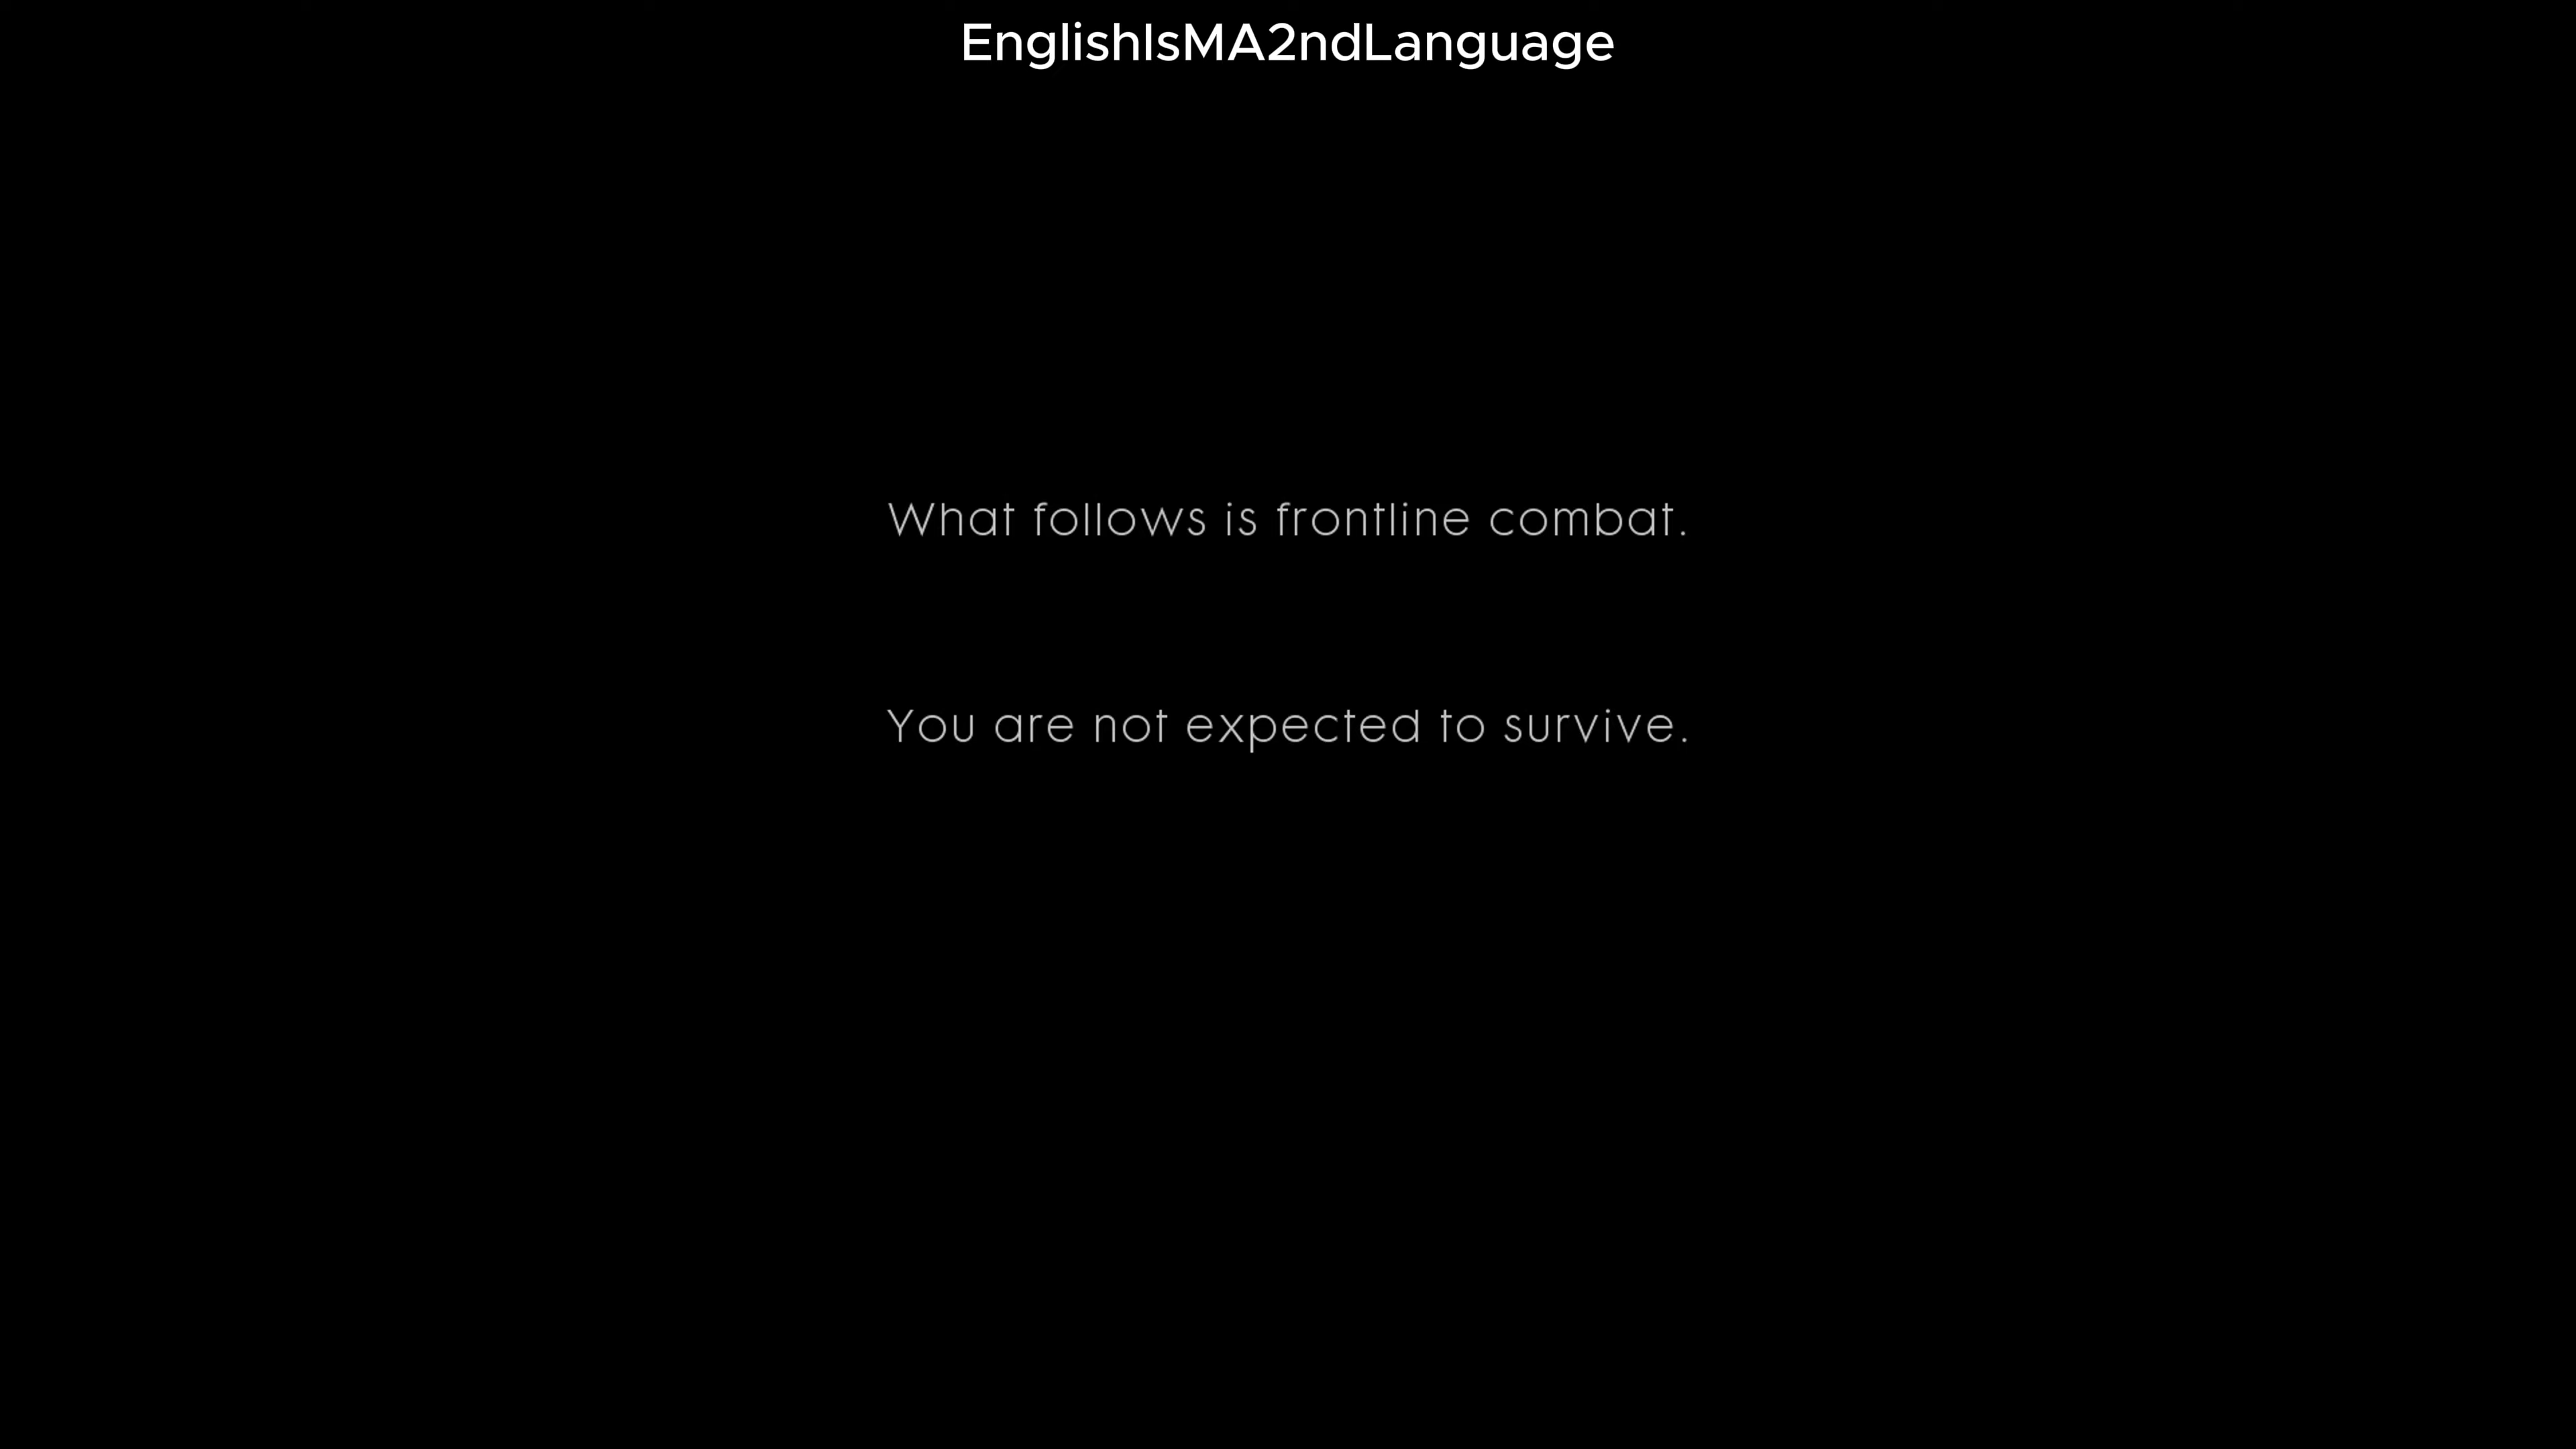 EnglishIsMA2ndLanguage
What follows is frontline combat.
You are not expected to survive.